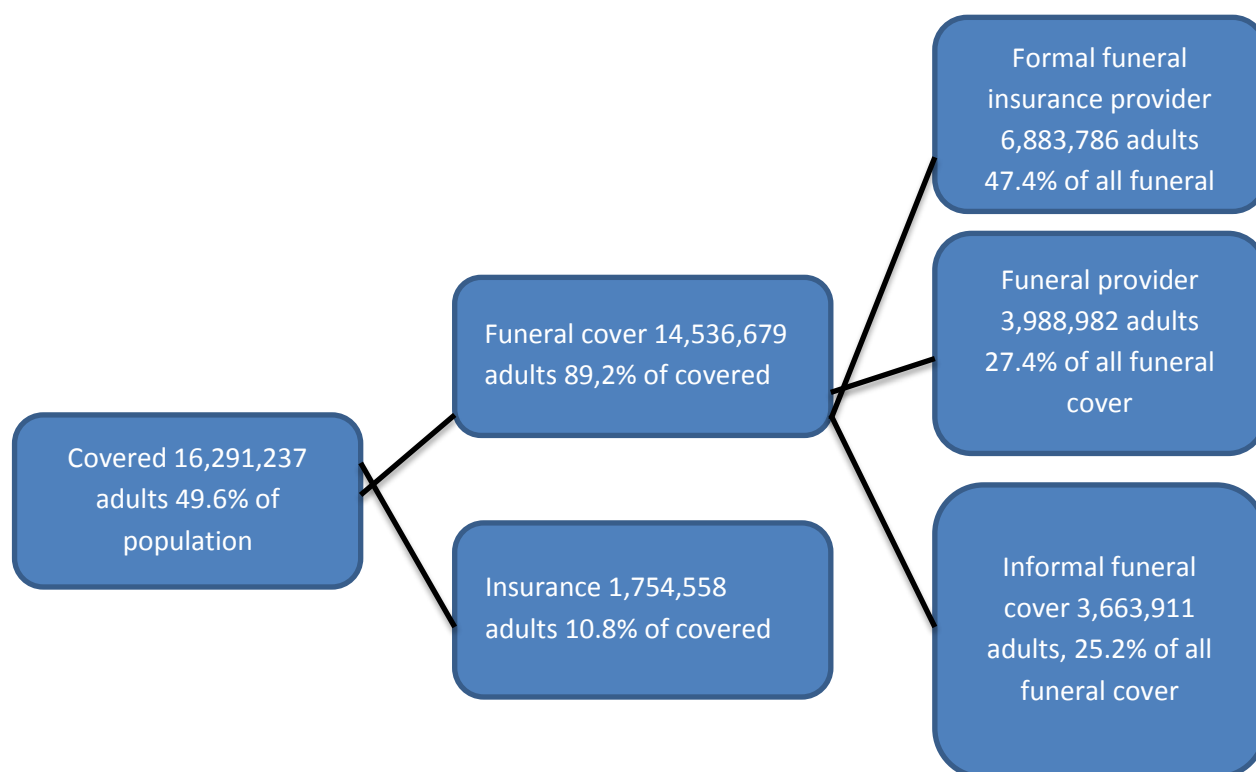 Covered 16,291,237
adults 49.6% of
population
Funeral cover 14,536,679
adults 89,2% of covered
Insurance 1,754,558
adults 10.8% of covered
Formal funeral
insurance provider
6,883,786 adults
47.4% of all funeral
Funeral provider
3,988,982 adults
27.4% of all funeral
cover
Informal funeral
cover 3,663,911
adults, 25.2% of all
funeral cover